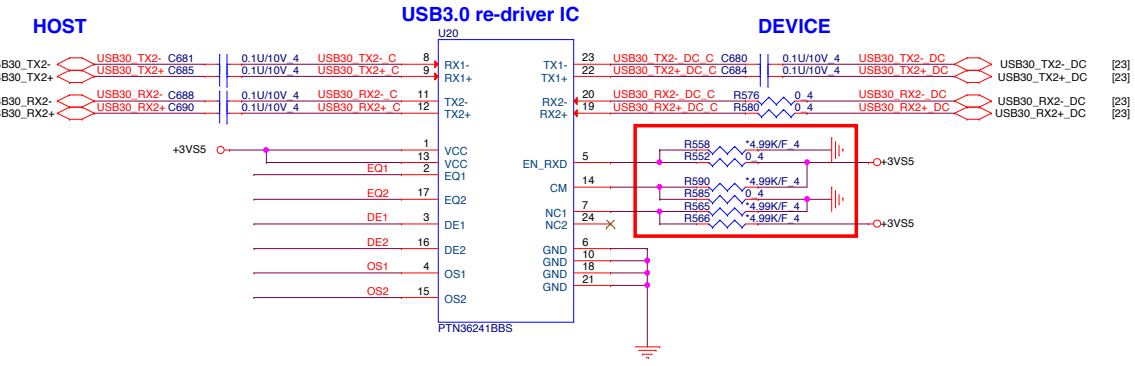 USB3.0 re-driver IC
HOST
DEVICE
U20
USB30_TX2- C681 0.1U/10V_4 USB30_TX2-_C 8 RX1- TX1- 23 USB30_TX2-_DC_C C680 0.1U/10V_4 USB30_TX2-_DC USB30_TX2-_DC [23]
USB30_TX2+ C685 0.1U/10V_4 USB30_TX2+_C 9 RX1+ TX1+ 22 USB30_TX2+_DC_C C684 0.1U/10V_4 USB30_TX2+_DC USB30_TX2+_DC [23]
USB30_RX2- C688 0.1U/10V_4 USB30_RX2-_C 11 TX2- RX2- 20 USB30_RX2-_DC_C R576 0_4 USB30_RX2-_DC USB30_RX2-_DC [23]
USB30_RX2+ C690 0.1U/10V_4 USB30_RX2+_C 12 TX2+ RX2+ 19 USB30_RX2+_DC_C R580 0_4 USB30_RX2+_DC USB30_RX2+_DC [23]
R558 *4.99K/F_4
+3VS5 1 VCC
13 VCC EN_RXD 5 R552 0_4 +3VS5
EQ1 2 EQ1
R590 *4.99K/F_4
CM 14
EQ2 17 EQ2
R585 0_4
NC1 7 R565 *4.99K/F_4
DE1 3 DE1 NC2 24 R566 *4.99K/F_4 +3VS5
DE2 16 DE2 GND 6
GND 10
OS1 4 OS1 GND 18
GND 21
OS2 15 OS2
PTN36241BBS